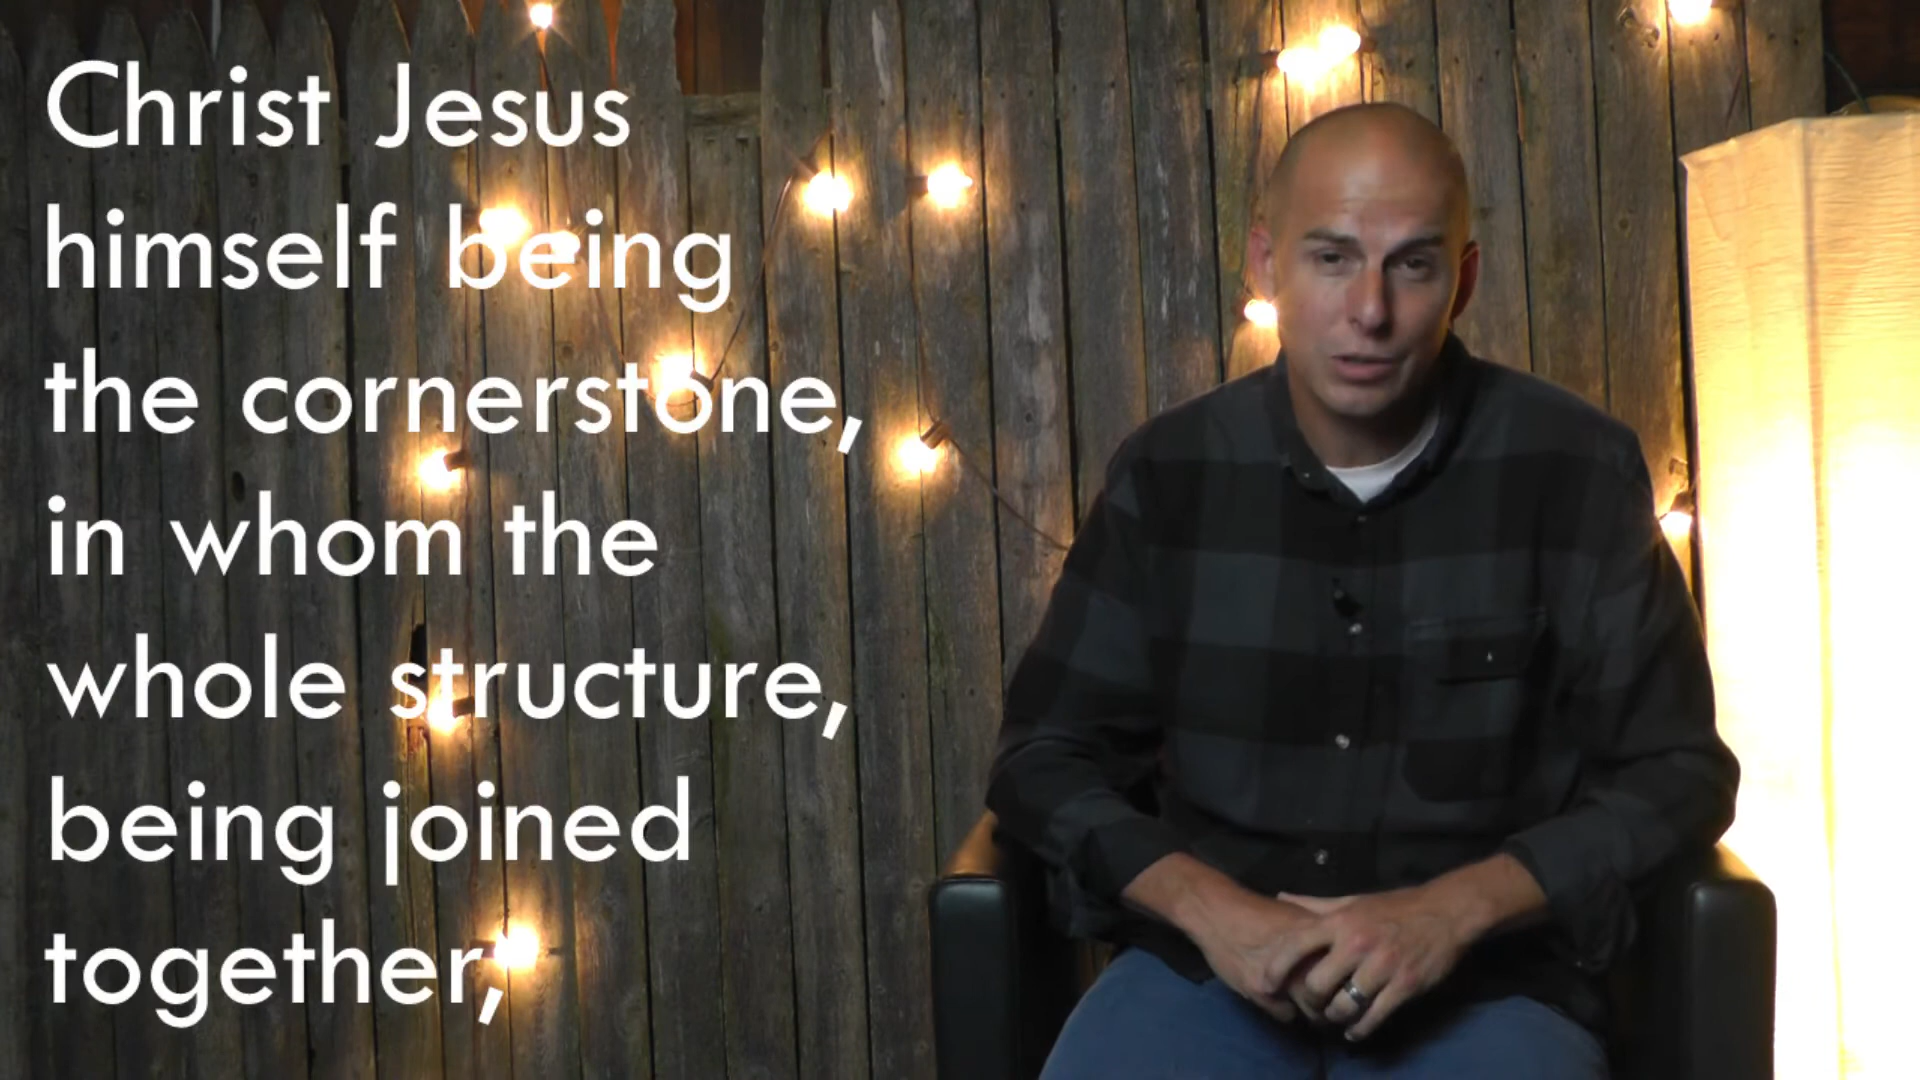 Christ Jesus
himself being
the cornerstone,
in whom the
whole structure,
being joined
together,